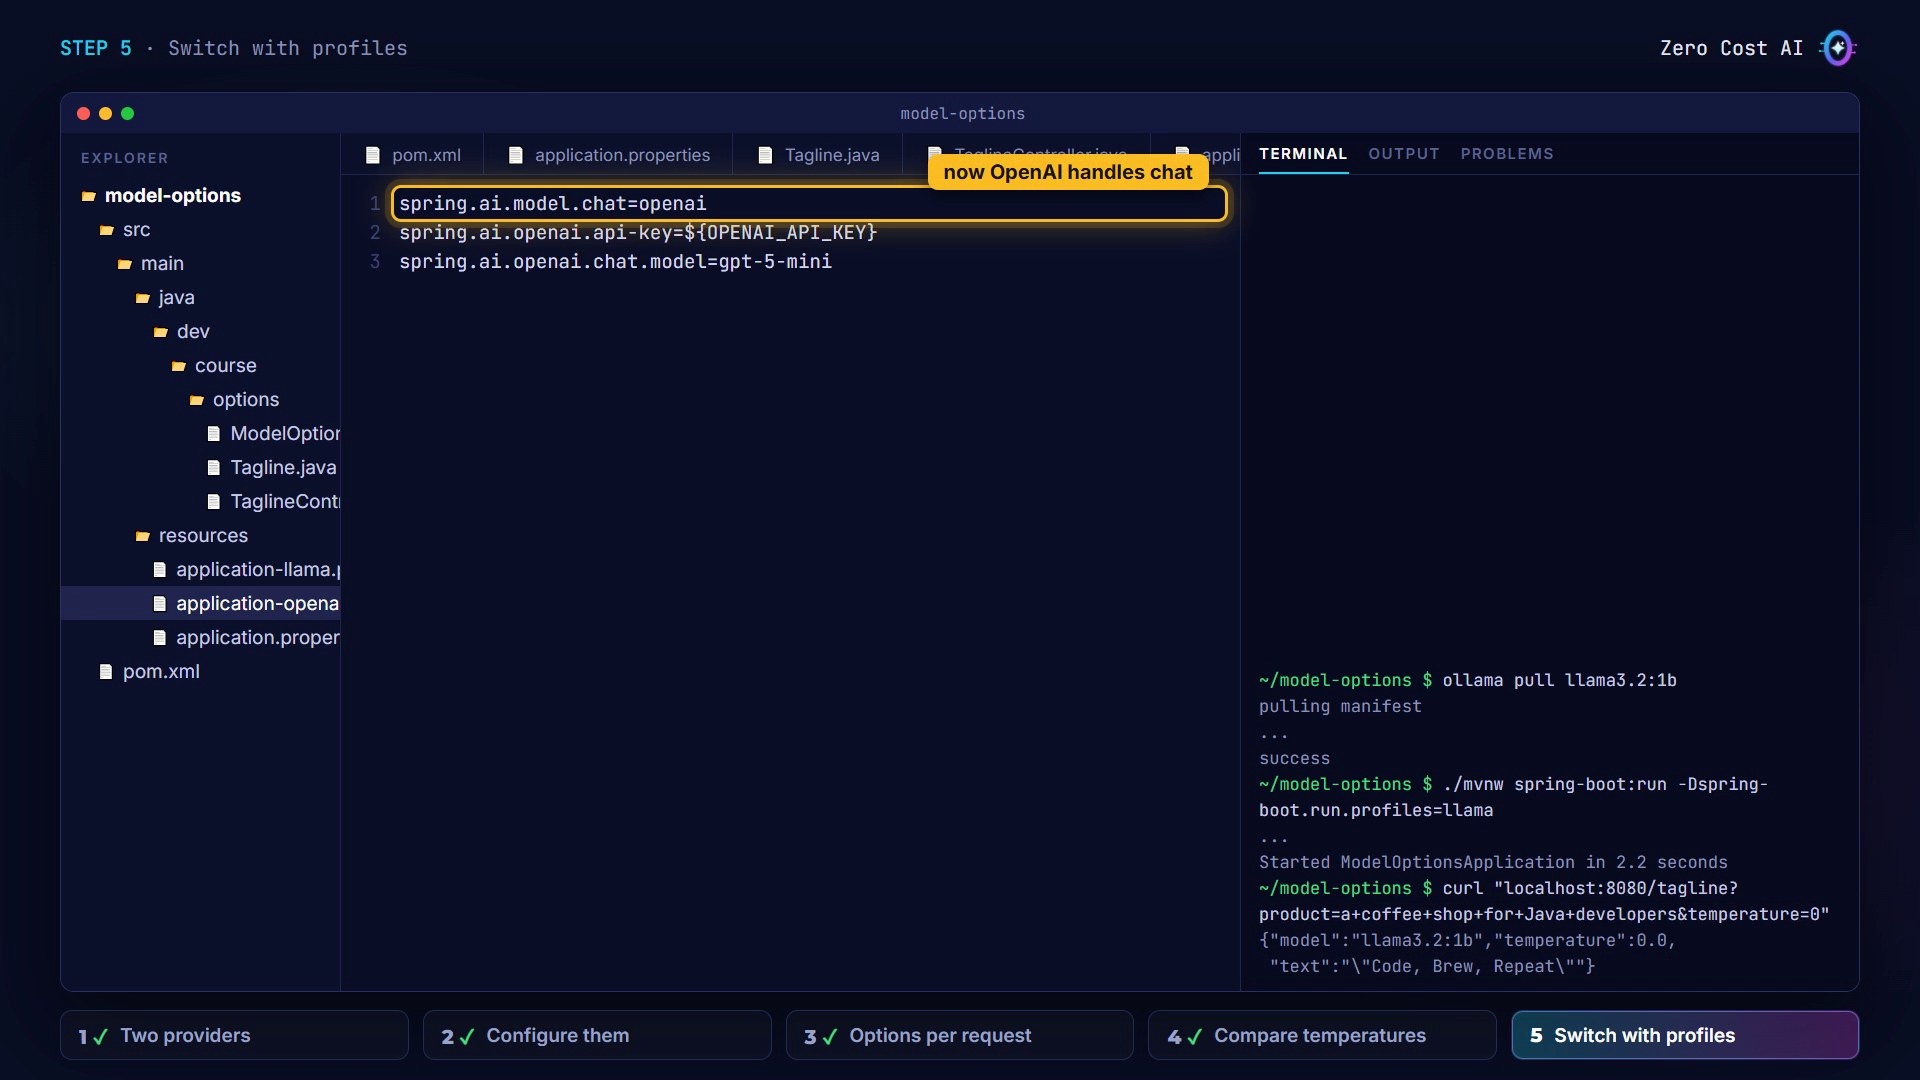 STEP 5 · Switch with profiles
Zero Cost AI
model-options
EXPLORER
model-options
src
main
java
dev
course
options
ModelOption
Tagline.java
TaglineContr
resources
application-llama.p
application-opena
application.proper
pom.xml
pom.xml
application.properties
Tagline.java
TaglineController.java
appli
now OpenAI handles chat
1 spring.ai.model.chat=openai
2 spring.ai.openai.api-key=${OPENAI_API_KEY}
3 spring.ai.openai.chat.model=gpt-5-mini
TERMINAL OUTPUT PROBLEMS
~/model-options $ ollama pull llama3.2:1b
pulling manifest
...
success
~/model-options $ ./mvnw spring-boot:run -Dspring-
boot.run.profiles=llama
...
Started ModelOptionsApplication in 2.2 seconds
~/model-options $ curl "localhost:8080/tagline?
product=a+coffee+shop+for+Java+developers&temperature=0"
{"model":"llama3.2:1b","temperature":0.0,
"text":"\"Code, Brew, Repeat\""}
1 ✓ Two providers
2 ✓ Configure them
3 ✓ Options per request
4 ✓ Compare temperatures
5 Switch with profiles